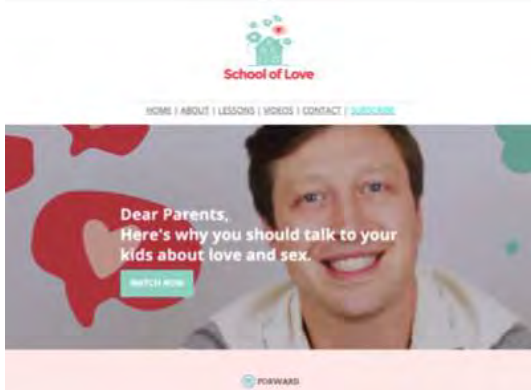 School of Love
HOME | ABOUT | LESSONS | VIDEOS | CONTACT | SUBSCRIBE
Dear Parents,
Here's why you should talk to your
kids about love and sex.
WATCH NOW
FORWARD